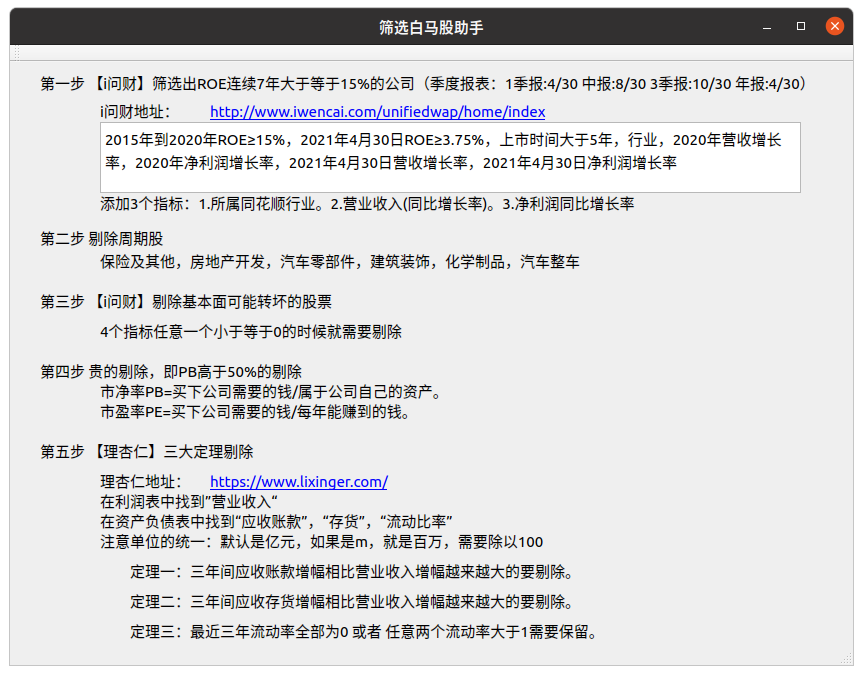 筛选白马股助手
第一步 【i问财】筛选出ROE连续7年大于等于15%的公司（季度报表：1季报:4/30 中报:8/30 3季报:10/30 年报:4/30）
i问财地址： http://www.iwencai.com/unifiedwap/home/index
2015年到2020年ROE≥15%，2021年4月30日ROE≥3.75%，上市时间大于5年，行业，2020年营收增长
率，2020年净利润增长率，2021年4月30日营收增长率，2021年4月30日净利润增长率
添加3个指标：1.所属同花顺行业。2.营业收入(同比增长率)。3.净利润同比增长率
第二步 剔除周期股
保险及其他，房地产开发，汽车零部件，建筑装饰，化学制品，汽车整车
第三步 【i问财】剔除基本面可能转坏的股票
4个指标任意一个小于等于0的时候就需要剔除
第四步 贵的剔除，即PB高于50%的剔除
市净率PB=买下公司需要的钱/属于公司自己的资产。
市盈率PE=买下公司需要的钱/每年能赚到的钱。
第五步 【理杏仁】三大定理剔除
理杏仁地址： https://www.lixinger.com/
在利润表中找到”营业收入“
在资产负债表中找到“应收账款”，“存货”，“流动比率”
注意单位的统一：默认是亿元，如果是m，就是百万，需要除以100
定理一：三年间应收账款增幅相比营业收入增幅越来越大的要剔除。
定理二：三年间应收存货增幅相比营业收入增幅越来越大的要剔除。
定理三：最近三年流动率全部为0 或者 任意两个流动率大于1需要保留。